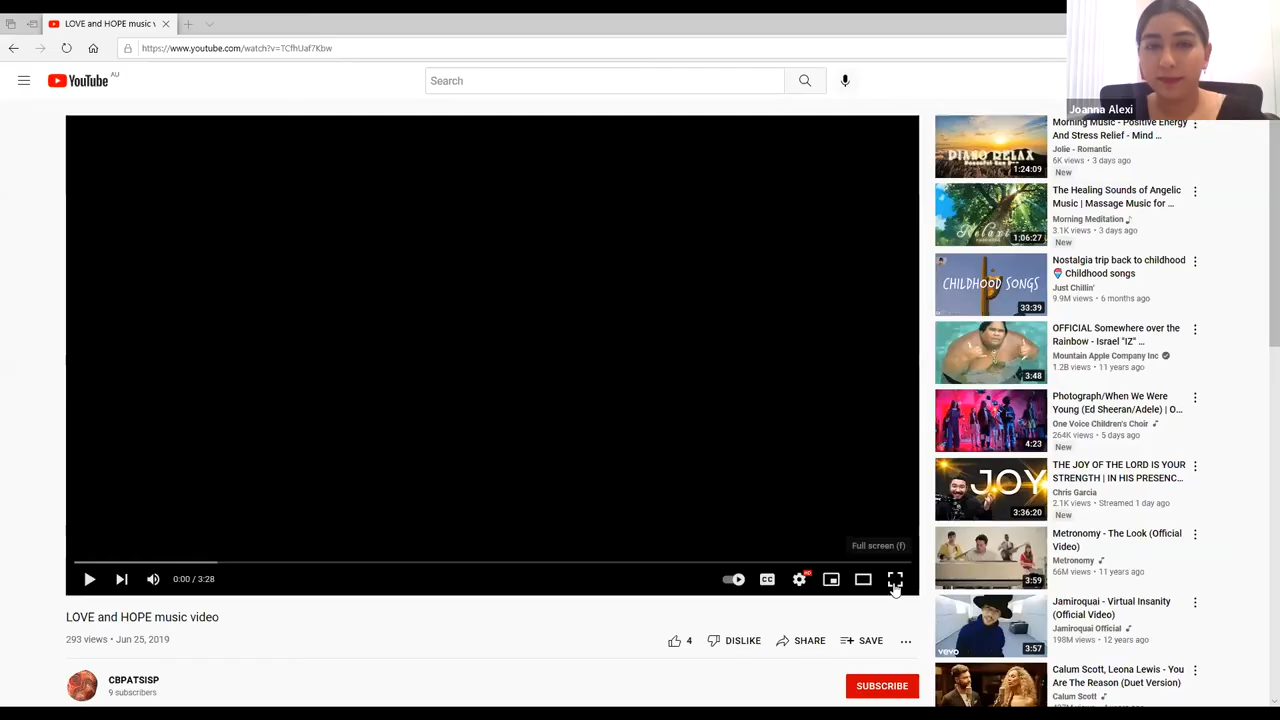 LOVE and HOPE music v
https://www.youtube.com/watch?v=TCfhUaf7Kbw
YouTube AU
Search
Joanna Alexi
Full screen (f)
0:00 / 3:28
CC
HD
LOVE and HOPE music video
293 views • Jun 25, 2019
4
DISLIKE
SHARE
SAVE
CBPATSISP
9 subscribers
SUBSCRIBE
PIANO RELAX
1:24:09
Morning Music - Positive Energy
And Stress Relief - Mind ...
Jolie - Romantic
6K views • 3 days ago
New
Relaxi
1:06:27
The Healing Sounds of Angelic
Music | Massage Music for ...
Morning Meditation
3.1K views • 3 days ago
New
CHILDHOOD SONGS
33:39
Nostalgia trip back to childhood
Childhood songs
Just Chillin'
9.9M views • 6 months ago
3:48
OFFICIAL Somewhere over the
Rainbow - Israel "IZ" ...
Mountain Apple Company Inc
1.2B views • 11 years ago
4:23
Photograph/When We Were
Young (Ed Sheeran/Adele) | O...
One Voice Children's Choir
264K views • 5 days ago
New
JOY
3:36:20
THE JOY OF THE LORD IS YOUR
STRENGTH | IN HIS PRESENC...
Chris Garcia
2.1K views • Streamed 1 day ago
New
3:59
Metronomy - The Look (Official
Video)
Metronomy
66M views • 11 years ago
vevo
3:57
Jamiroquai - Virtual Insanity
(Official Video)
Jamiroquai Official
198M views • 12 years ago
Calum Scott, Leona Lewis - You
Are The Reason (Duet Version)
Calum Scott